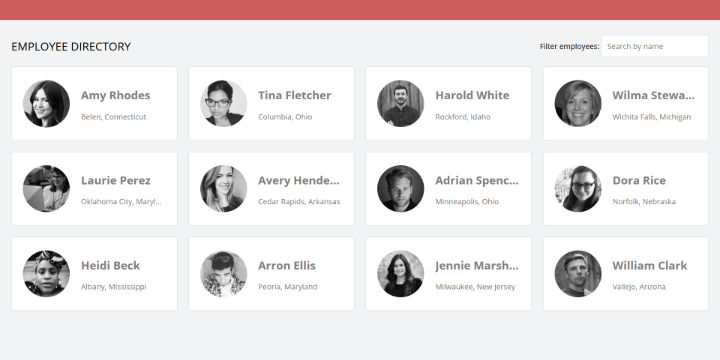 EMPLOYEE DIRECTORY
Filter employees: Search by name
Amy Rhodes
Belen, Connecticut
Tina Fletcher
Columbia, Ohio
Harold White
Rockford, Idaho
Wilma Stewa...
Wichita Falls, Michigan
Laurie Perez
Oklahoma City, Maryl...
Avery Hende...
Cedar Rapids, Arkansas
Adrian Spenc...
Minneapolis, Ohio
Dora Rice
Norfolk, Nebraska
Heidi Beck
Albany, Mississippi
Arron Ellis
Peoria, Maryland
Jennie Marsh...
Milwaukee, New Jersey
William Clark
Vallejo, Arizona